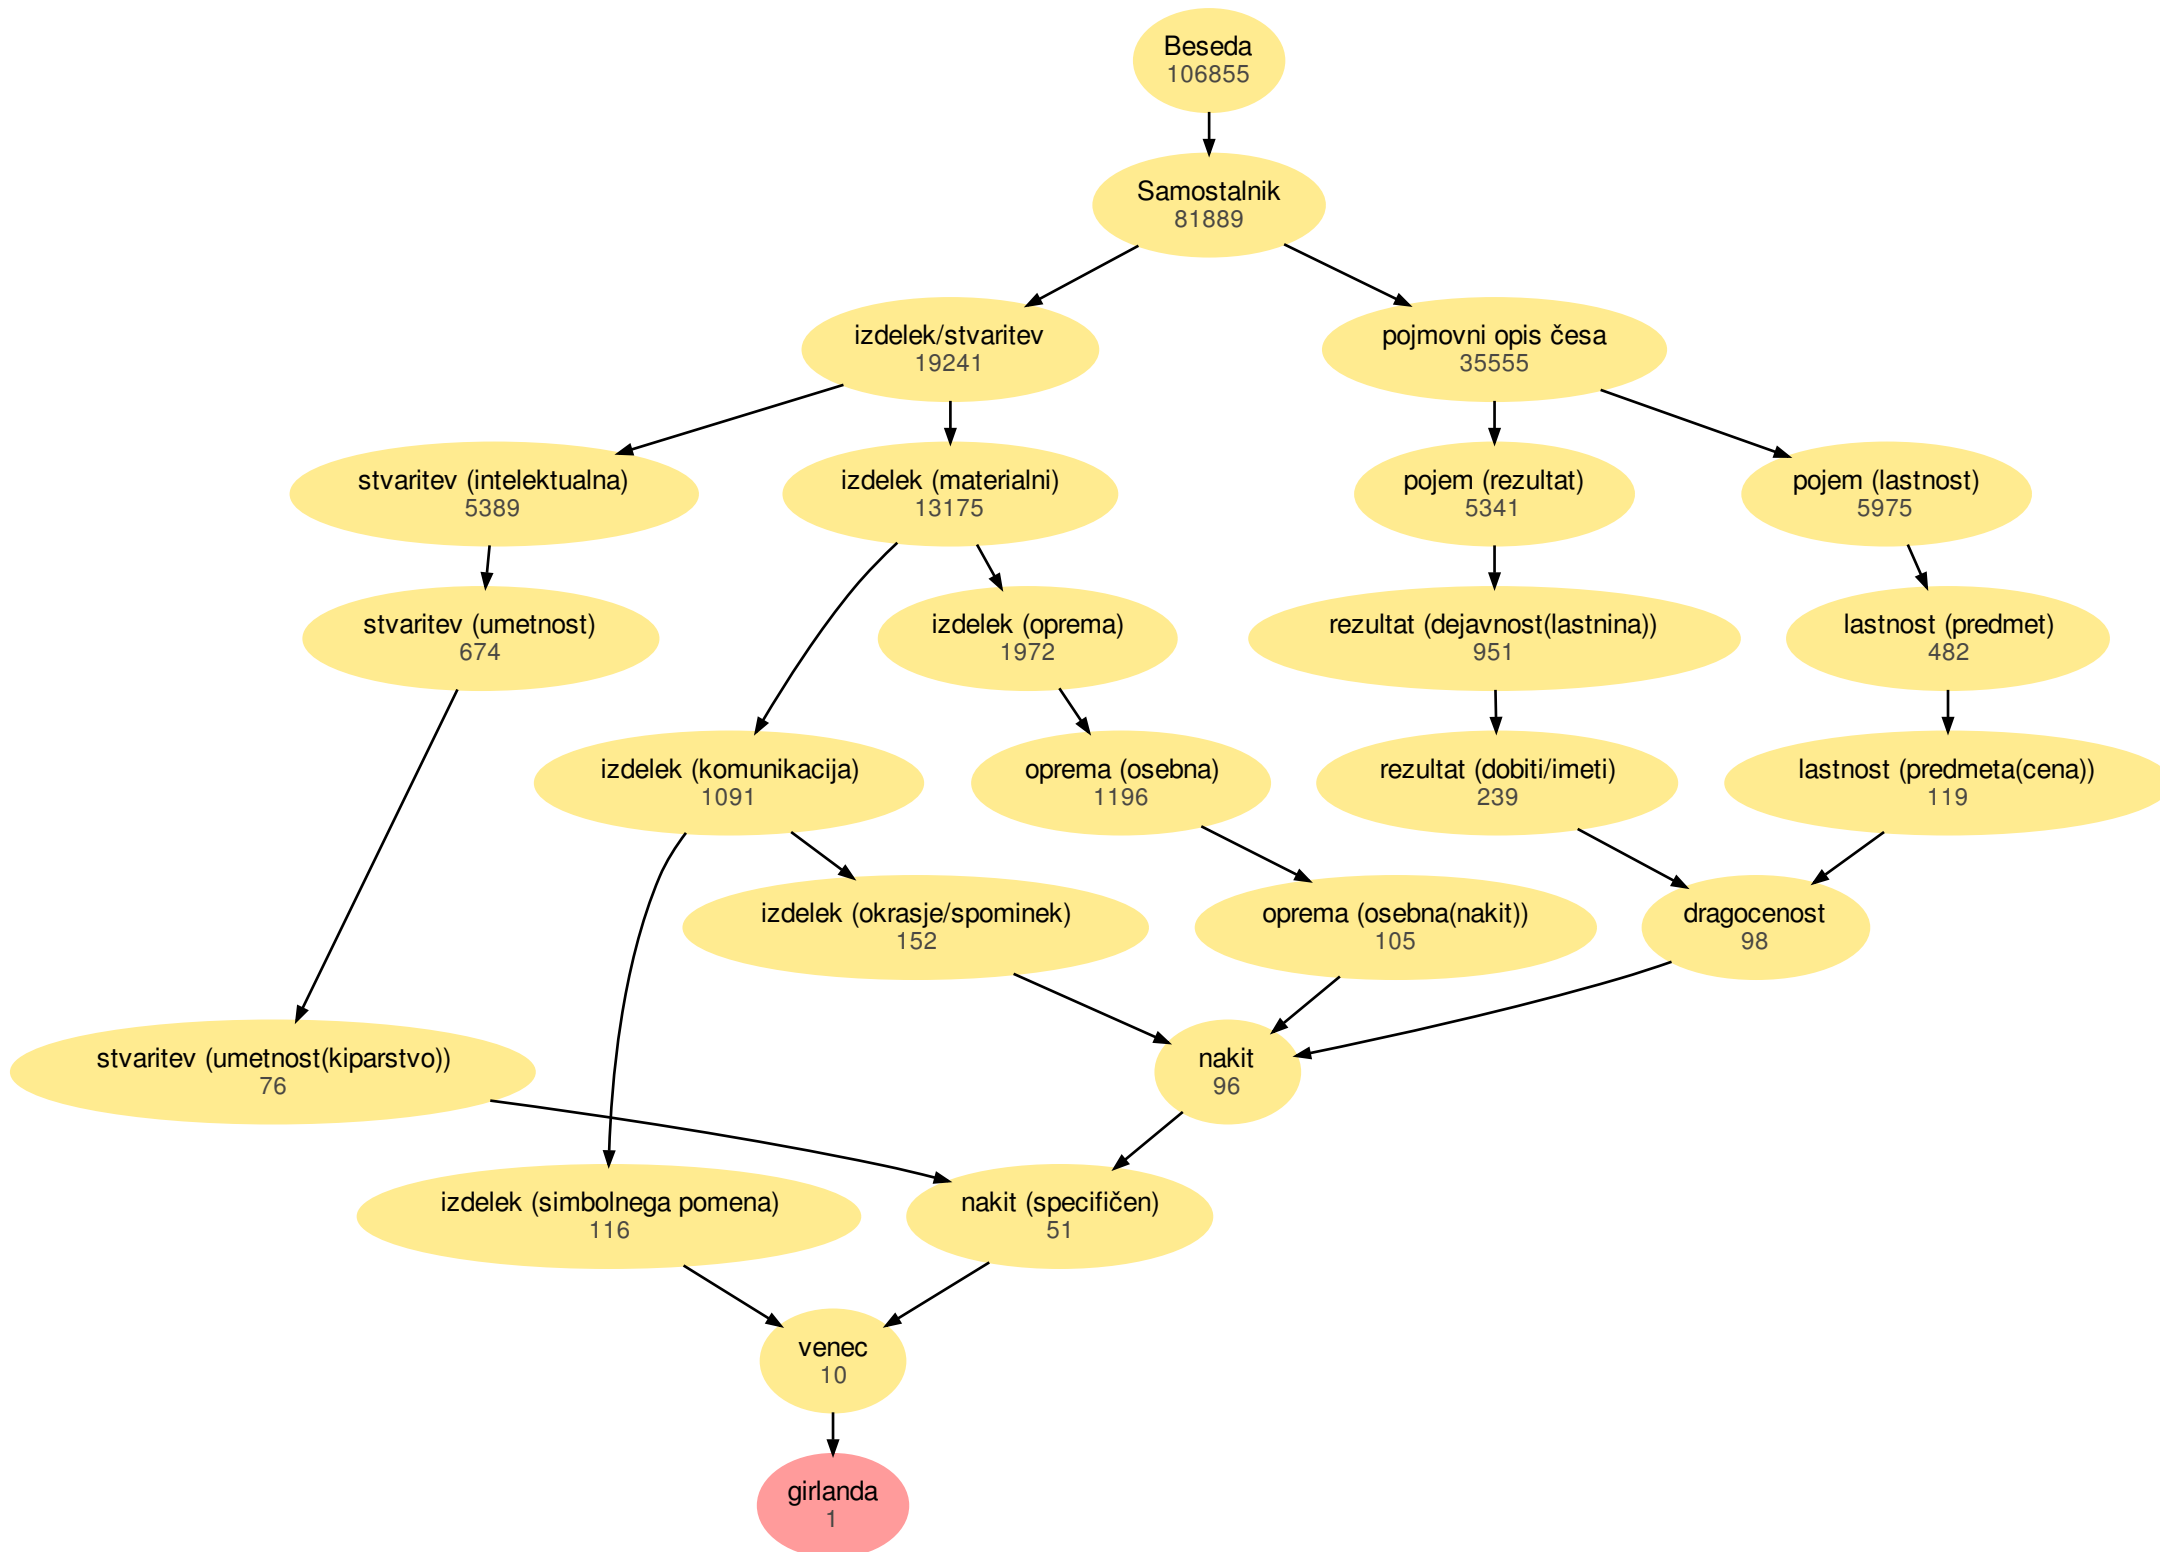 Beseda
106855
Samostalnik
81889
izdelek/stvaritev
19241
pojmovni opis česa
35555
stvaritev (intelektualna)
5389
izdelek (materialni)
13175
pojem (rezultat)
5341
pojem (lastnost)
5975
stvaritev (umetnost)
674
izdelek (oprema)
1972
rezultat (dejavnost(lastnina))
951
lastnost (predmet)
482
izdelek (komunikacija)
1091
oprema (osebna)
1196
rezultat (dobiti/imeti)
239
lastnost (predmeta(cena))
119
izdelek (okrasje/spominek)
152
oprema (osebna(nakit))
105
dragocenost
98
stvaritev (umetnost(kiparstvo))
76
nakit
96
izdelek (simbolnega pomena)
116
nakit (specifičen)
51
venec
10
girlanda
1